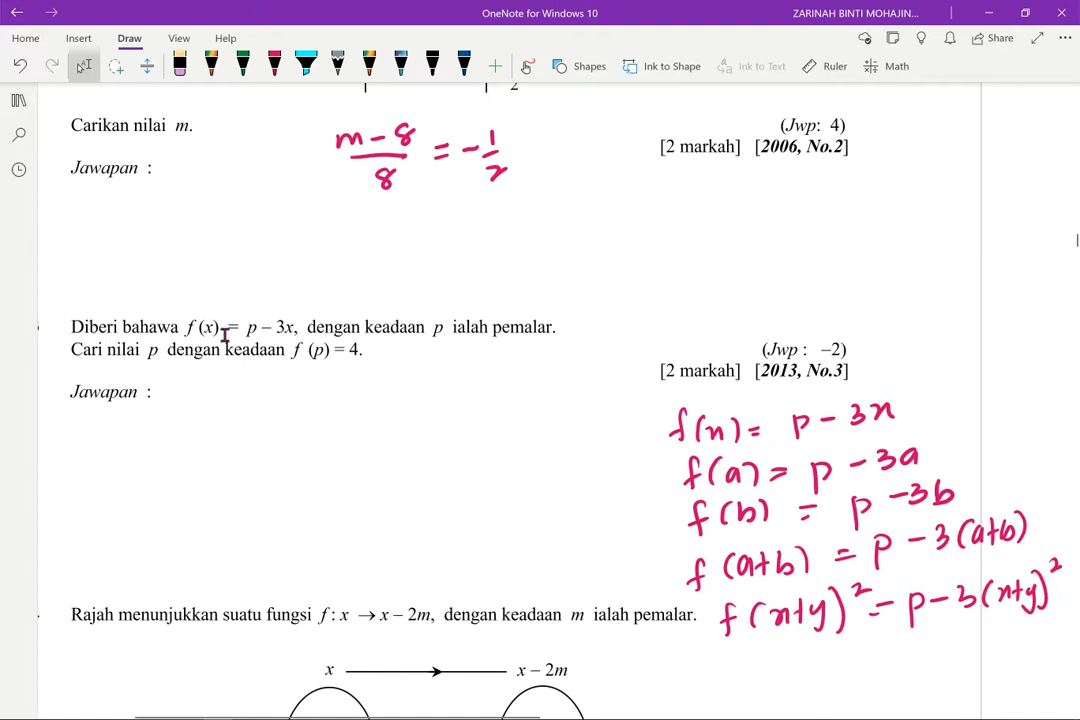 OneNote for Windows 10
ZARINAH BINTI MOHAJIN...
Home Insert Draw View Help
Share
Shapes Ink to Shape Ink to Text Ruler Math
2
Carikan nilai m.
(Jwp: 4)
[2 markah] [2006, No.2]
Jawapan :
m - 8 / 8 = - 1/2
Diberi bahawa f (x) = p – 3x, dengan keadaan p ialah pemalar.
Cari nilai p dengan keadaan f (p) = 4.
(Jwp : –2)
[2 markah] [2013, No.3]
Jawapan :
f(x) = p - 3x
f(a) = p - 3a
f(b) = p - 3b
f(a+b) = p - 3(a+b)
f(x+y)² = p - 3(x+y)²
Rajah menunjukkan suatu fungsi f : x → x – 2m, dengan keadaan m ialah pemalar.
x → x – 2m